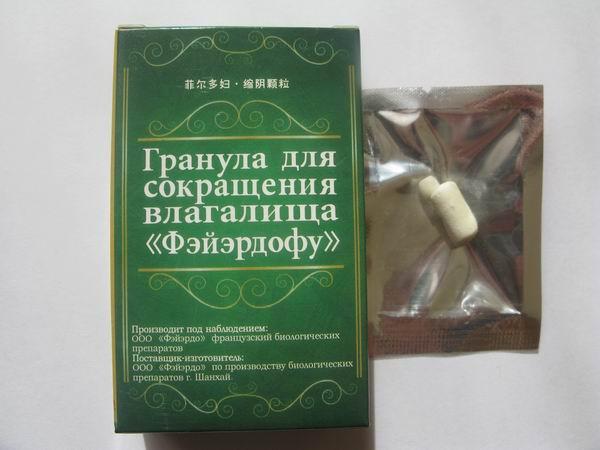 菲尔多妇·缩阴颗粒
Гранула для
сокращения
влагалища
«Фэйэрдофу»
Производит под наблюдением:
ООО «Фэйэрдо» французский биологических
препаратов
Поставщик-изготовитель:
ООО «Фэйэрдо» по производству биологических
препаратов г. Шанхай.